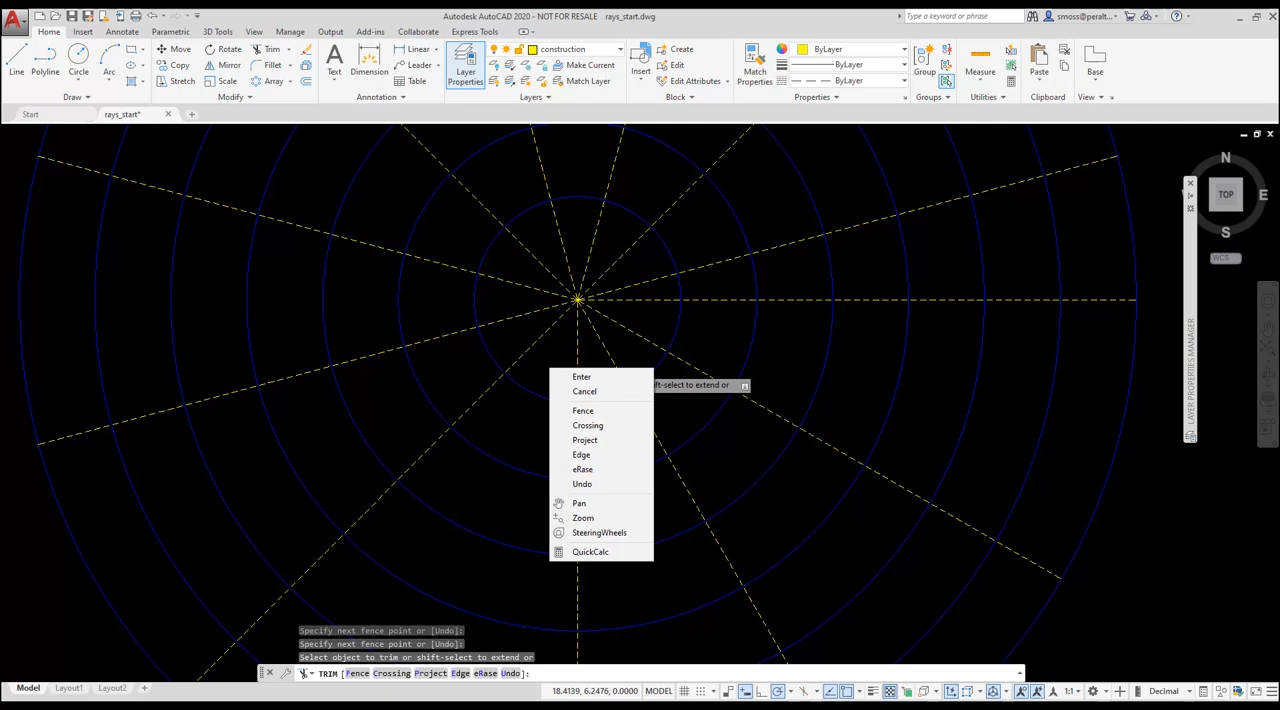 Autodesk AutoCAD 2020 - NOT FOR RESALE rays_start.dwg
Type a keyword or phrase
smoss@peralt...
Home Insert Annotate Parametric 3D Tools View Manage Output Add-ins Collaborate Express Tools
Line Polyline Circle Arc
Move Rotate Trim
Copy Mirror Fillet
Stretch Scale Array
Text Dimension
Linear
Leader
Table
Layer Properties
construction
Make Current
Match Layer
Insert
Create
Edit
Edit Attributes
Match Properties
ByLayer
ByLayer
ByLayer
Group
Measure
Paste
Base
Draw Modify Annotation Layers Block Properties Groups Utilities Clipboard View
Start rays_start*
N
TOP
E
S
WCS
LAYER PROPERTIES MANAGER
ift-select to extend or
Enter
Cancel
Fence
Crossing
Project
Edge
eRase
Undo
Pan
Zoom
SteeringWheels
QuickCalc
Specify next fence point or [Undo]:
Specify next fence point or [Undo]:
Select object to trim or shift-select to extend or
TRIM [Fence Crossing Project Edge eRase Undo]:
Model Layout1 Layout2
18.4139, 6.2476, 0.0000 MODEL 1:1 Decimal